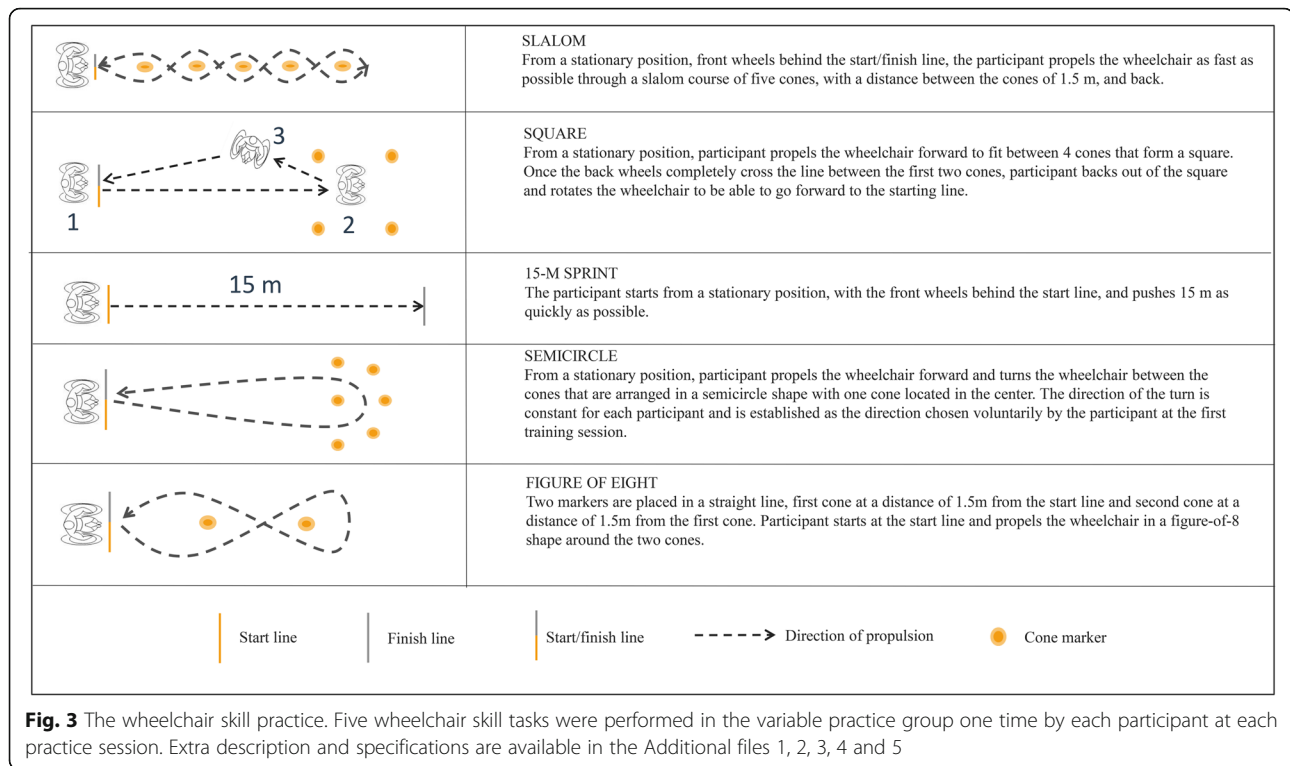 SLALOM
From a stationary position, front wheels behind the start/finish line, the participant propels the wheelchair as fast as
possible through a slalom course of five cones, with a distance between the cones of 1.5 m, and back.
3
1
2
SQUARE
From a stationary position, participant propels the wheelchair forward to fit between 4 cones that form a square.
Once the back wheels completely cross the line between the first two cones, participant backs out of the square
and rotates the wheelchair to be able to go forward to the starting line.
15 m
15-M SPRINT
The participant starts from a stationary position, with the front wheels behind the start line, and pushes 15 m as
quickly as possible.
SEMICIRCLE
From a stationary position, participant propels the wheelchair forward and turns the wheelchair between the
cones that are arranged in a semicircle shape with one cone located in the center. The direction of the turn is
constant for each participant and is established as the direction chosen voluntarily by the participant at the first
training session.
FIGURE OF EIGHT
Two markers are placed in a straight line, first cone at a distance of 1.5m from the start line and second cone at a
distance of 1.5m from the first cone. Participant starts at the start line and propels the wheelchair in a figure-of-8
shape around the two cones.
Start line
Finish line
Start/finish line
Direction of propulsion
Cone marker
Fig. 3 The wheelchair skill practice. Five wheelchair skill tasks were performed in the variable practice group one time by each participant at each
practice session. Extra description and specifications are available in the Additional files 1, 2, 3, 4 and 5